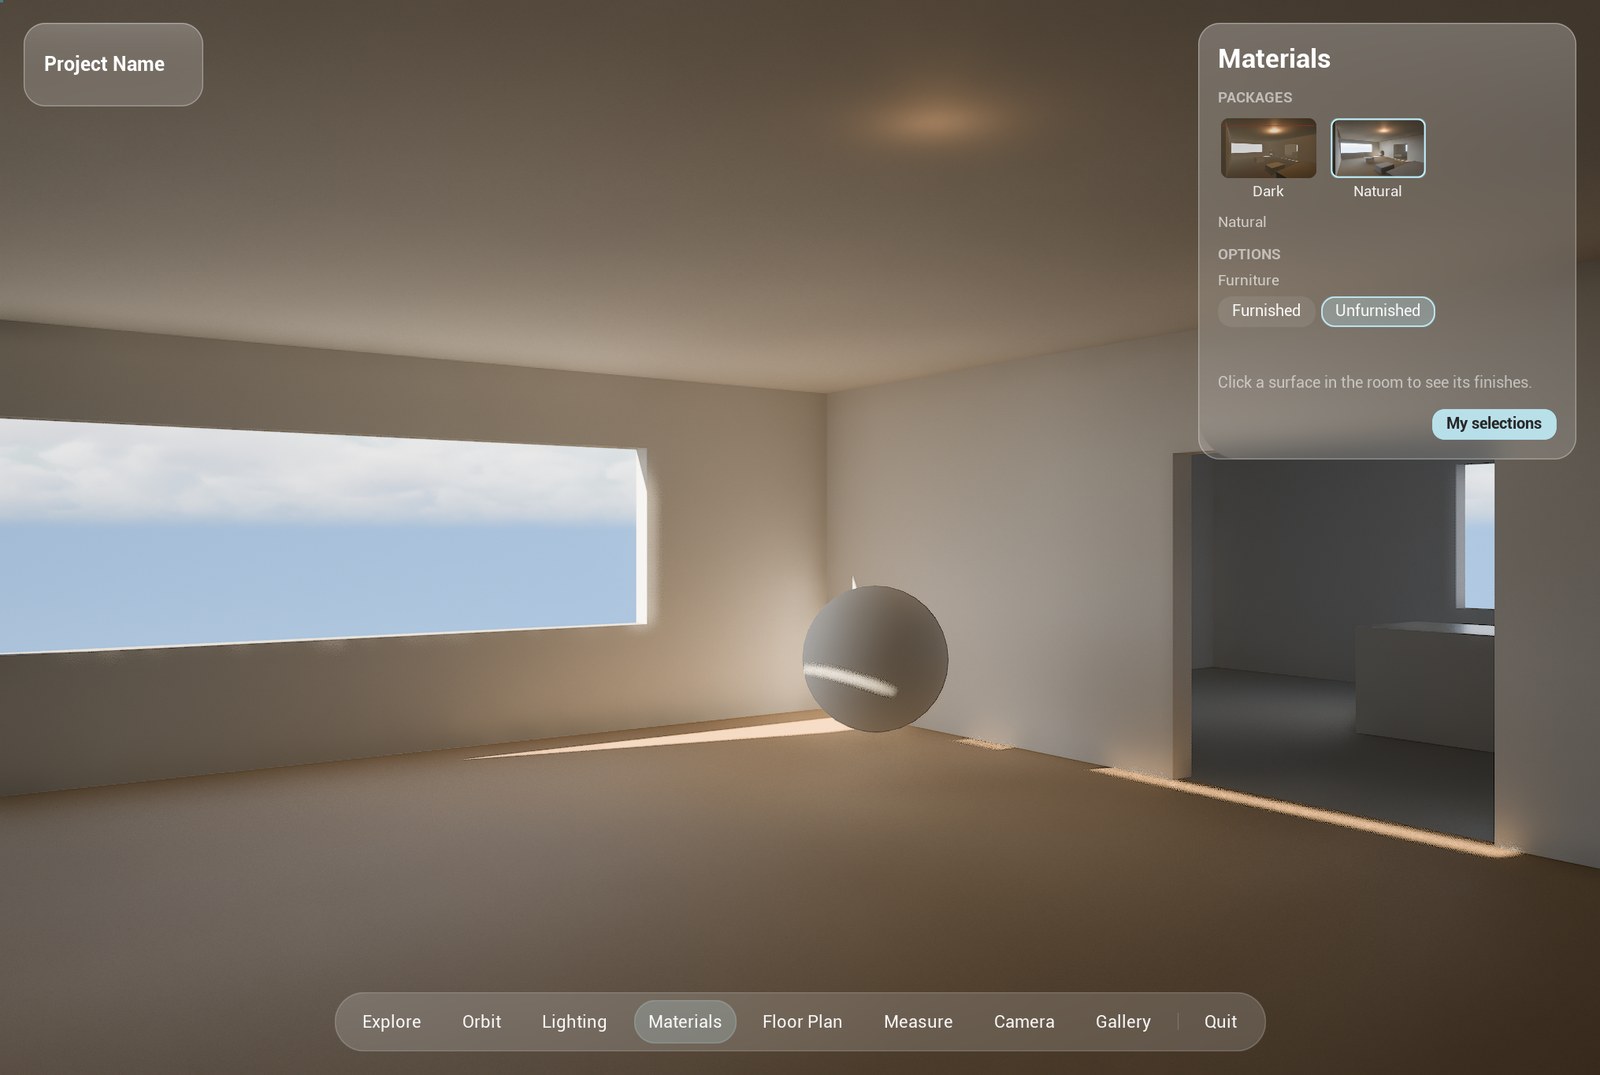 Project Name
Materials
PACKAGES
Dark
Natural
Natural
OPTIONS
Furniture
Furnished
Unfurnished
Click a surface in the room to see its finishes.
My selections
Explore
Orbit
Lighting
Materials
Floor Plan
Measure
Camera
Gallery
Quit